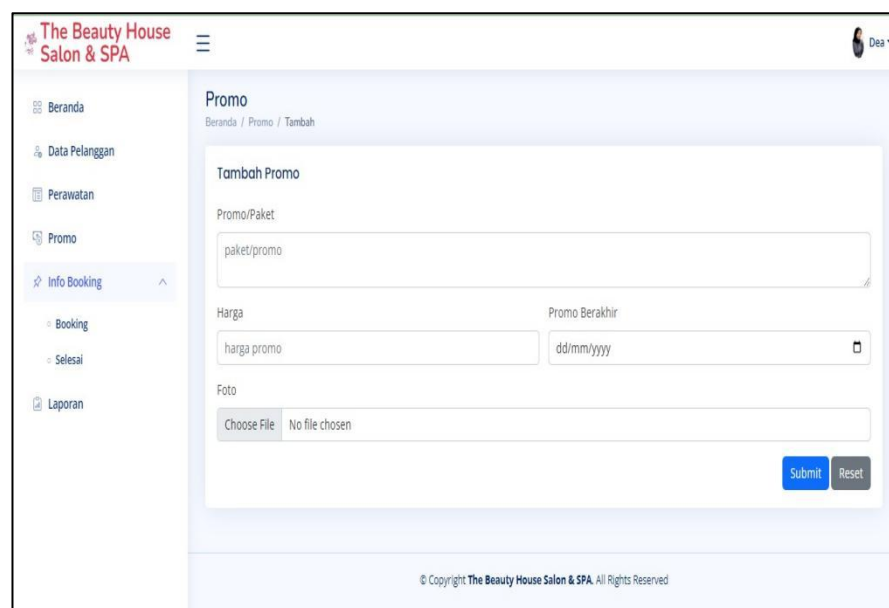 The Beauty House
Salon & SPA
Dea
Beranda
Data Pelanggan
Perawatan
Promo
Info Booking
Booking
Selesai
Laporan
Promo
Beranda / Promo / Tambah
Tambah Promo
Promo/Paket
paket/promo
Harga
Promo Berakhir
harga promo
dd/mm/yyyy
Foto
Choose File No file chosen
Submit Reset
© Copyright The Beauty House Salon & SPA. All Rights Reserved